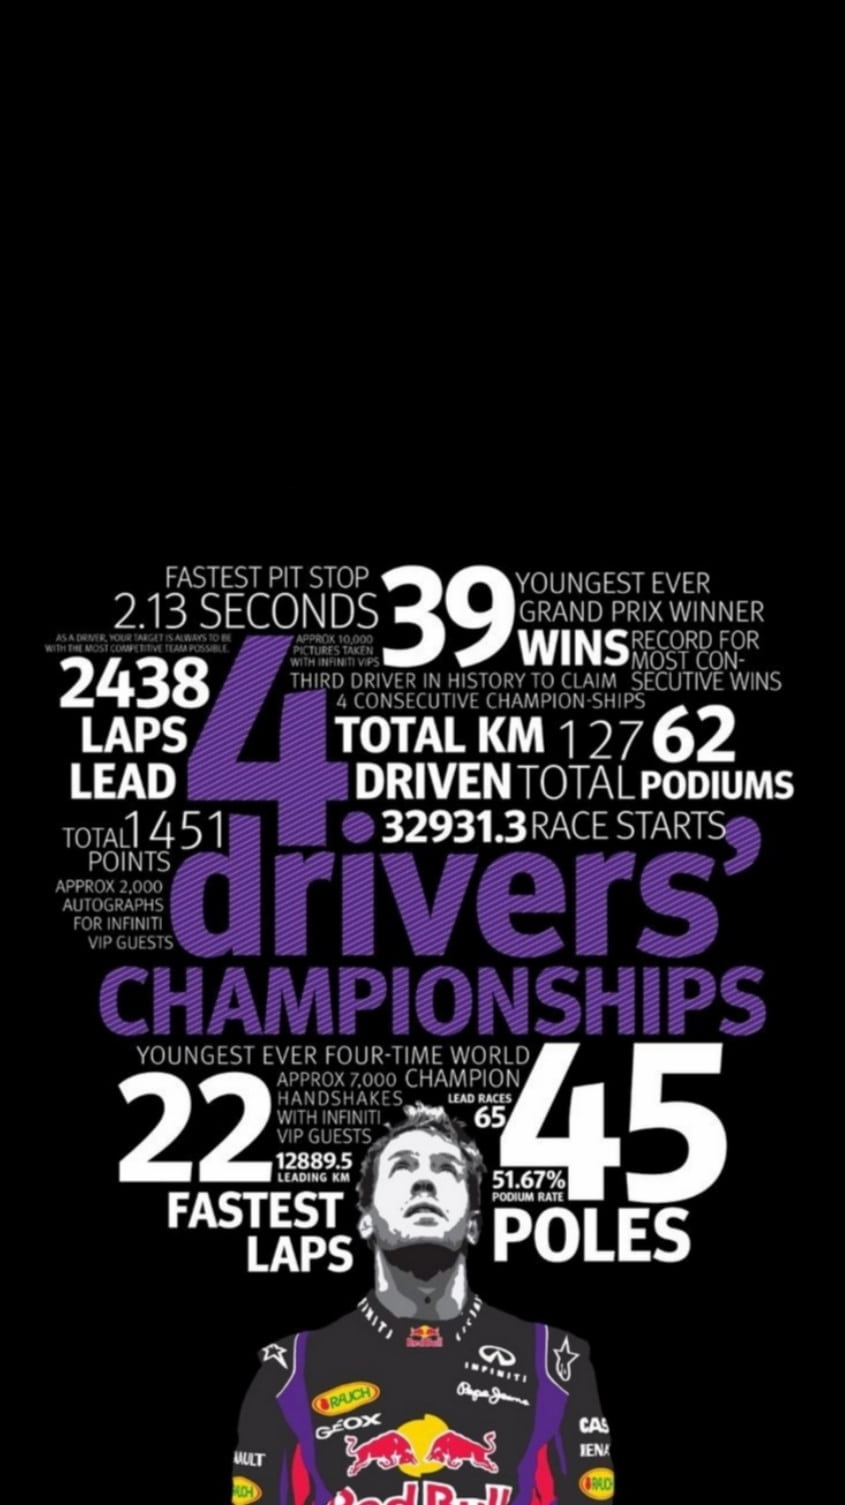 FASTEST PIT STOP
2.13 SECONDS
39
WINS
YOUNGEST EVER
GRAND PRIX WINNER
RECORD FOR
MOST CON-
SECUTIVE WINS
AS A DRIVER, YOUR TARGET IS ALWAYS TO BE
WITH THE MOST COMPETITIVE TEAM POSSIBLE.
APPROX 10,000
PICTURES TAKEN
WITH INFINITI VIPS
2438
LAPS
LEAD
THIRD DRIVER IN HISTORY TO CLAIM
4 CONSECUTIVE CHAMPION-SHIPS
4
TOTAL KM
DRIVEN
32931.3
127
TOTAL
RACE STARTS
62
PODIUMS
TOTAL 1451
POINTS
APPROX 2,000
AUTOGRAPHS
FOR INFINITI
VIP GUESTS
drivers'
CHAMPIONSHIPS
YOUNGEST EVER FOUR-TIME WORLD
CHAMPION
22
FASTEST
LAPS
APPROX 7,000
HANDSHAKES
WITH INFINITI
VIP GUESTS
12889.5
LEADING KM
LEAD RACES
65
45
POLES
51.67%
PODIUM RATE
Red Bull
INFINITI
RAUCH
Pepe Jeans
GEOX
CAS
AULT
Red Bull